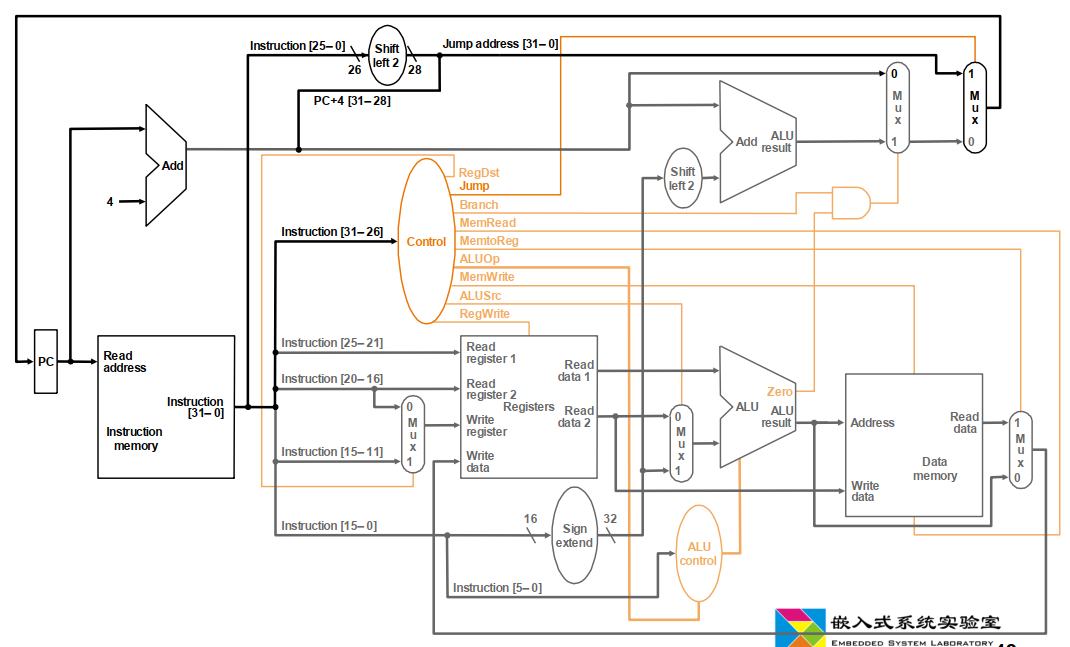 Instruction [25–0]
26
Shift
left 2
28
Jump address [31–0]
PC+4 [31–28]
Add
4
0
M
u
x
1
1
M
u
x
0
Add
ALU
result
Shift
left 2
RegDst
Jump
Branch
MemRead
MemtoReg
ALUOp
MemWrite
ALUSrc
RegWrite
Control
Instruction [31–26]
PC
Read
address
Instruction
[31–0]
Instruction
memory
Instruction [25–21]
Instruction [20–16]
Instruction [15–11]
0
M
u
x
1
Read
register 1
Read
register 2
Write
register
Write
data
Registers
Read
data 1
Read
data 2
0
M
u
x
1
Zero
ALU
ALU
result
Address
Write
data
Read
data
Data
memory
1
M
u
x
0
Instruction [15–0]
16
Sign
extend
32
ALU
control
Instruction [5–0]
嵌入式系统实验室
EMBEDDED SYSTEM LABORATORY